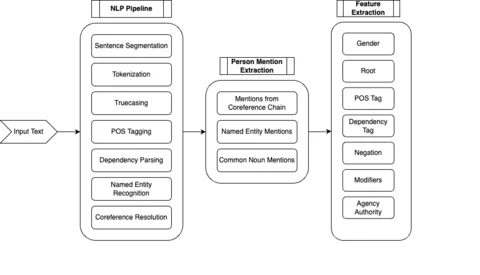 Input Text
NLP Pipeline
Sentence Segmentation
Tokenization
Truecasing
POS Tagging
Dependency Parsing
Named Entity
Recognition
Coreference Resolution
Person Mention
Extraction
Mentions from
Coreference Chain
Named Entity Mentions
Common Noun Mentions
Feature
Extraction
Gender
Root
POS Tag
Dependency
Tag
Negation
Modifiers
Agency
Authority